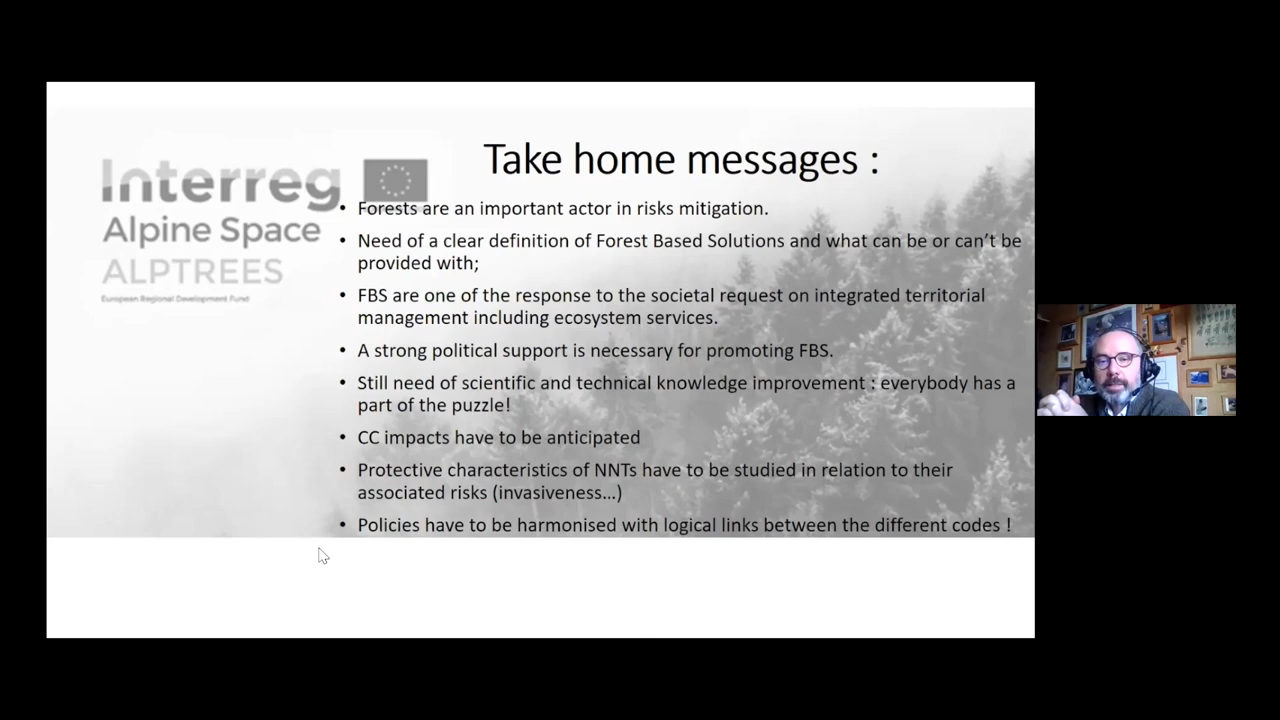 Take home messages :
Interreg
Alpine Space
ALPTREES
European Regional Development Fund
• Forests are an important actor in risks mitigation.
• Need of a clear definition of Forest Based Solutions and what can be or can't be
provided with;
• FBS are one of the response to the societal request on integrated territorial
management including ecosystem services.
• A strong political support is necessary for promoting FBS.
• Still need of scientific and technical knowledge improvement : everybody has a
part of the puzzle!
• CC impacts have to be anticipated
• Protective characteristics of NNTs have to be studied in relation to their
associated risks (invasiveness...)
• Policies have to be harmonised with logical links between the different codes !